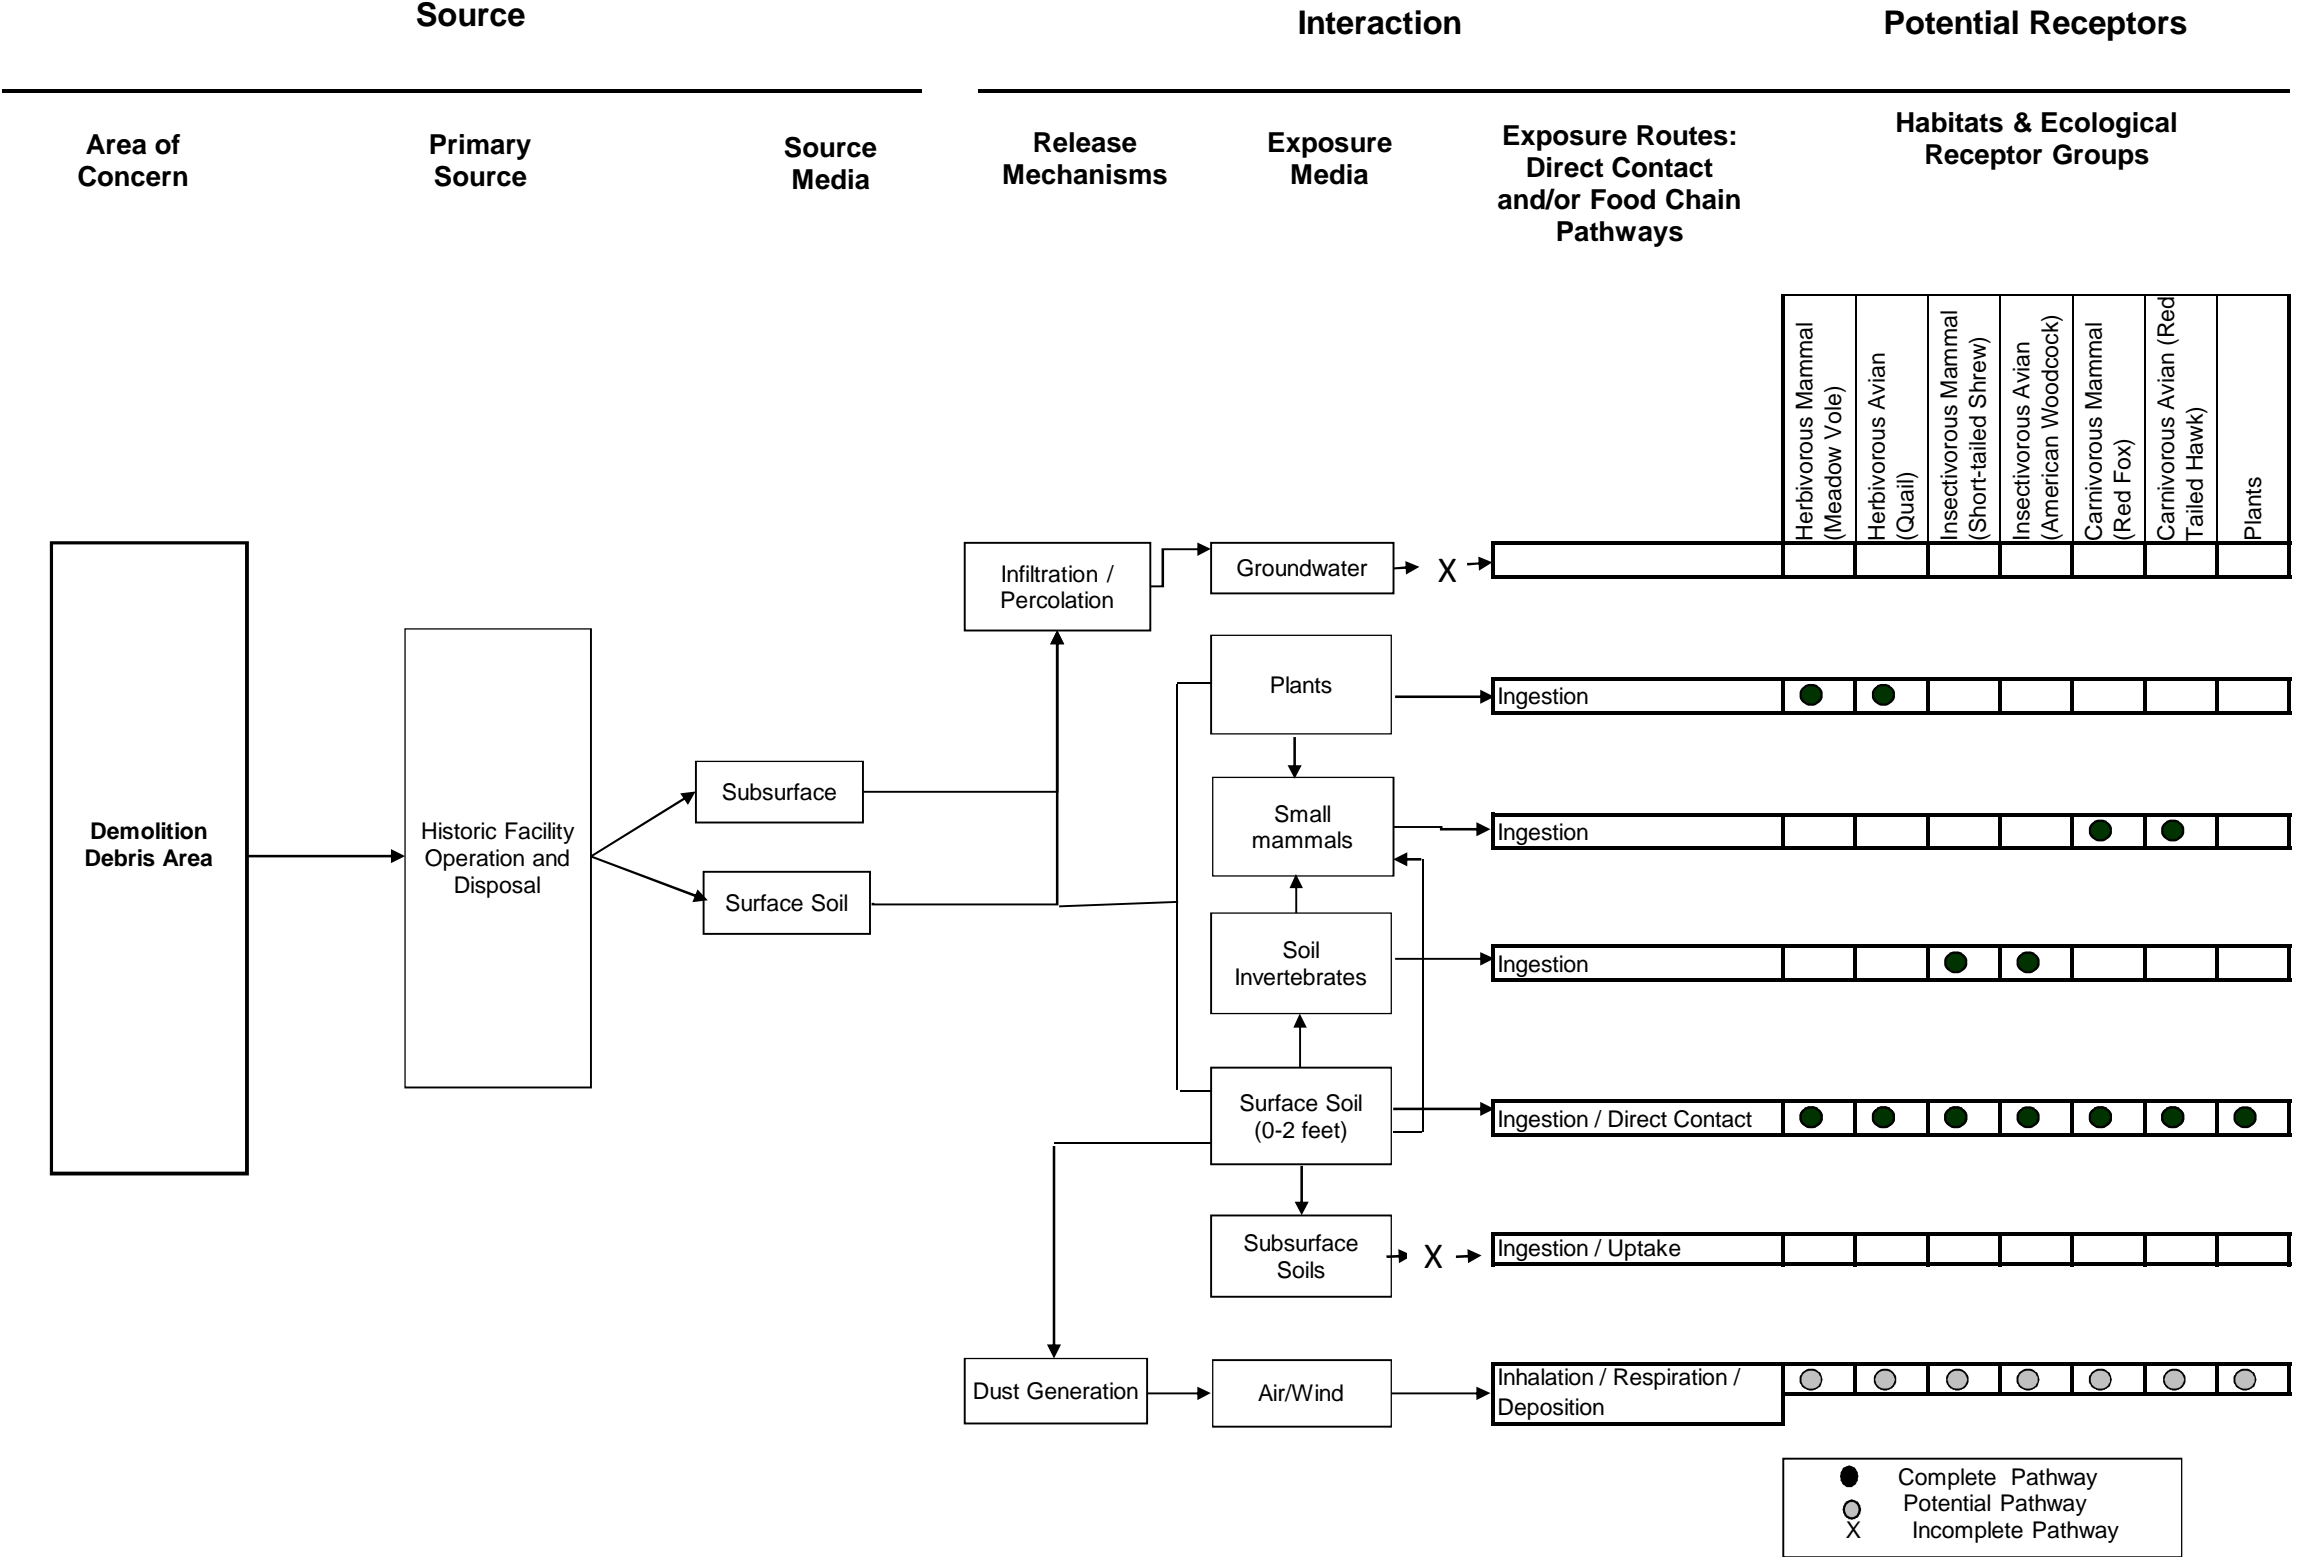 Source
Interaction
Potential Receptors
Area of
Concern
Primary
Source
Source
Media
Release
Mechanisms
Exposure
Media
Exposure Routes:
Direct Contact
and/or Food Chain
Pathways
Habitats & Ecological
Receptor Groups
Herbivorous Mammal
(Meadow Vole)
Herbivorous Avian
(Quail)
Insectivorous Mammal
(Short-tailed Shrew)
Insectivorous Avian
(American Woodcock)
Carnivorous Mammal
(Red Fox)
Carnivorous Avian (Red
Tailed Hawk)
Plants
Infiltration /
Percolation
Groundwater
X
Plants
Ingestion
Demolition
Debris Area
Historic Facility
Operation and
Disposal
Subsurface
Surface Soil
Small
mammals
Ingestion
Soil
Invertebrates
Ingestion
Surface Soil
(0-2 feet)
Ingestion / Direct Contact
Subsurface
Soils
X
Ingestion / Uptake
Dust Generation
Air/Wind
Inhalation / Respiration /
Deposition
Complete Pathway
Potential Pathway
X Incomplete Pathway